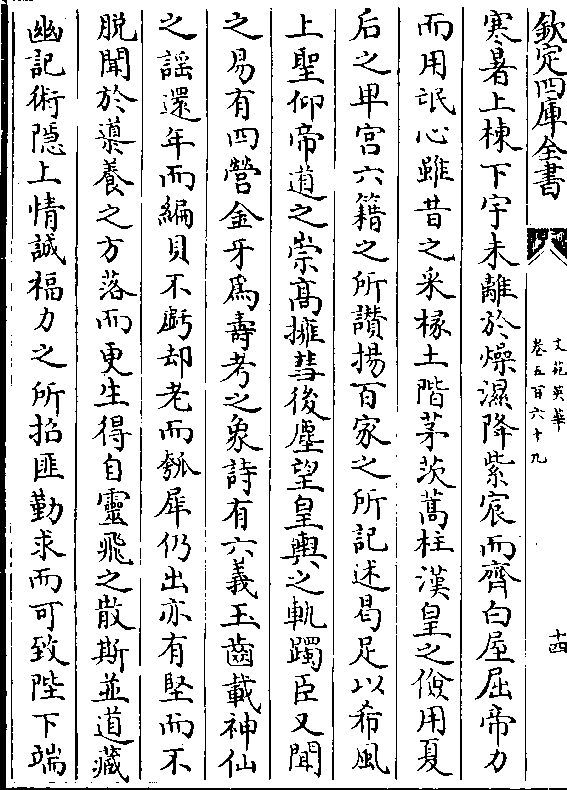 欽定四庫全書
文苑英華
卷五百六十九
十四
寒暑上棟下宇未離於燥濕降紫宸而齊白屋屈帝力
而用氓心雖昔之采椽土階茅茨蒿柱漢皇之儉用夏
后之卑宫六籍之所讚揚百家之所記述曷足以希風
上聖仰帝道之崇髙擁彗後塵望皇輿之軌躅臣又聞
之易有四營金牙爲壽考之象詩有六義玉齒載神仙
之謡還年而編貝不虧却老而瓠犀仍出亦有堅而不
脱聞於導養之方落而更生得自靈飛之散斯並道藏
幽記術隠上情誠福力之所招匪勤求而可致陛下端